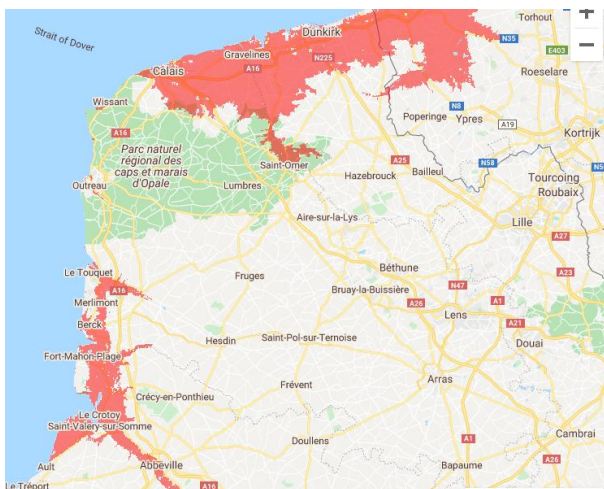 Torhout
Dunkirk
Strait of Dover
N35
Gravelines
E403
A16
N225
Calais
Roeselare
Wissant
N8
A19
Poperinge
Ypres
A16
Kortrijk
Parc naturel
régional des
caps et marais
d'Opale
Saint-Omer
A25
N58
N55
Hazebrouck
Bailleul
Tourcoing
Outreau
Lumbres
Roubaix
Aire-sur-la-Lys
Lille
A27
Le Touquet
Béthune
A23
Fruges
A16
Bruay-la-Buissière
N47
Merlimont
A26
A1
Lens
A21
Berck
Hesdin
Saint-Pol-sur-Ternoise
Douai
Fort-Mahon-Plage
Arras
Frévent
Crécy-en-Ponthieu
Le Crotoy
Saint-Valery-sur-Somme
Doullens
A1
Cambrai
Ault
Abbeville
Bapaume
A26
Le Tréport
A16